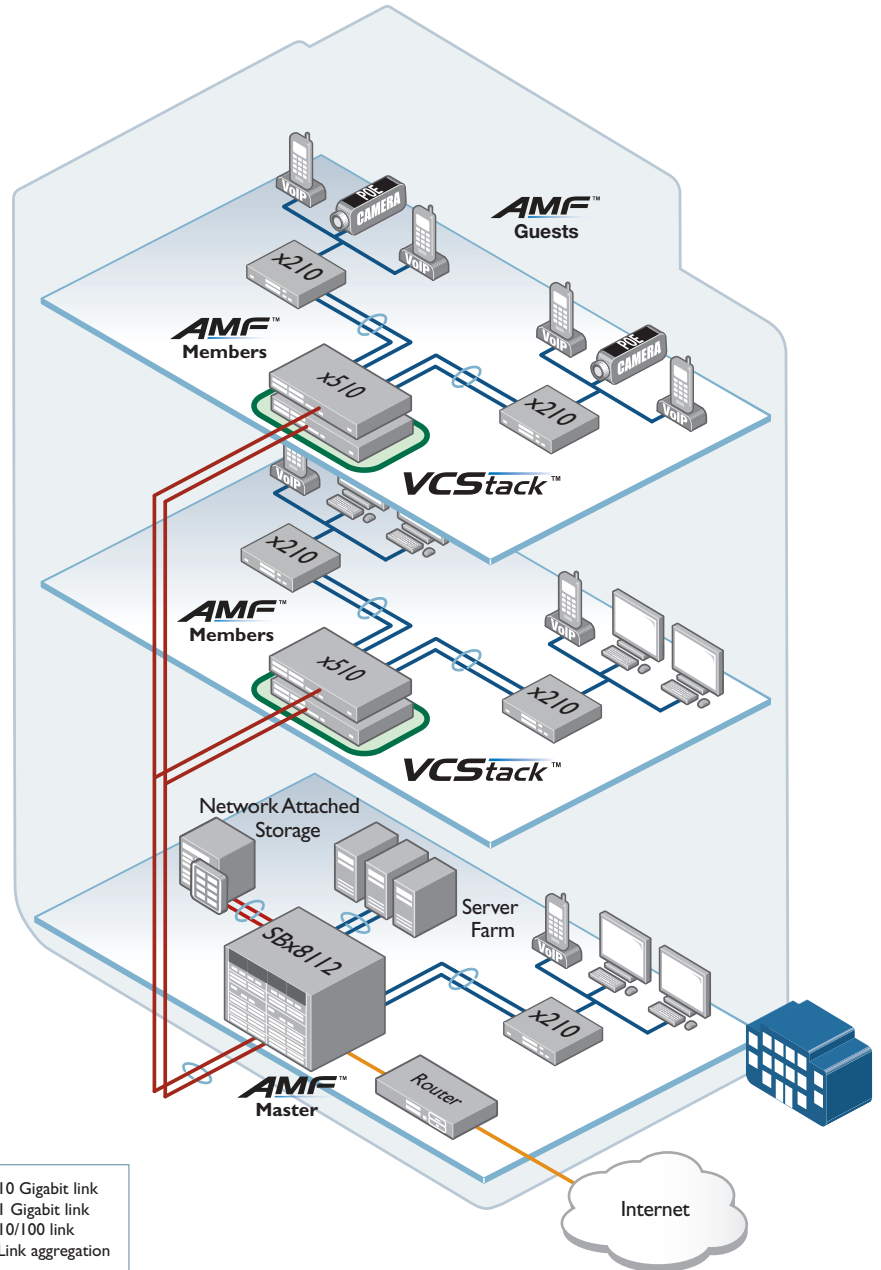 VoIP
POE
CAMERA
AMF™
Guests
VoIP
x210
VoIP
POE
CAMERA
AMF™
Members
x510
x210
VoIP
VCStack™
VoIP
x210
AMF™
Members
x510
VoIP
x210
VCStack™
Network Attached
Storage
Server
Farm
SBx8112
VoIP
x210
AMF™
Master
Router
Internet
10 Gigabit link
1 Gigabit link
10/100 link
Link aggregation